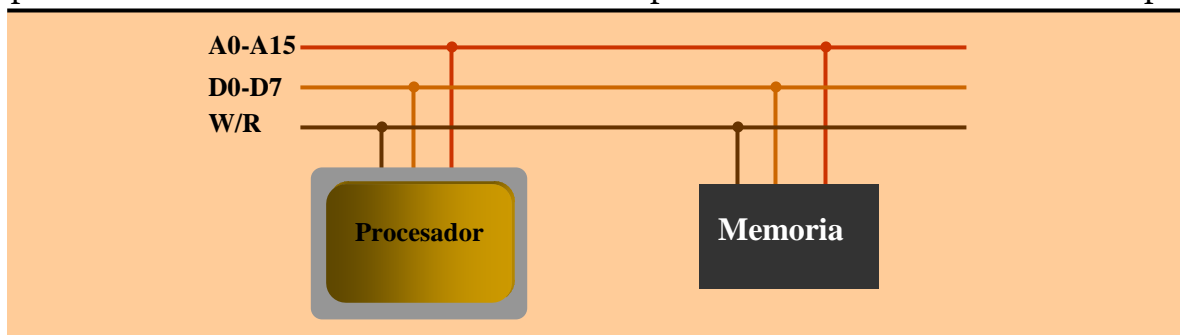 A0-A15
D0-D7
W/R
Procesador
Memoria